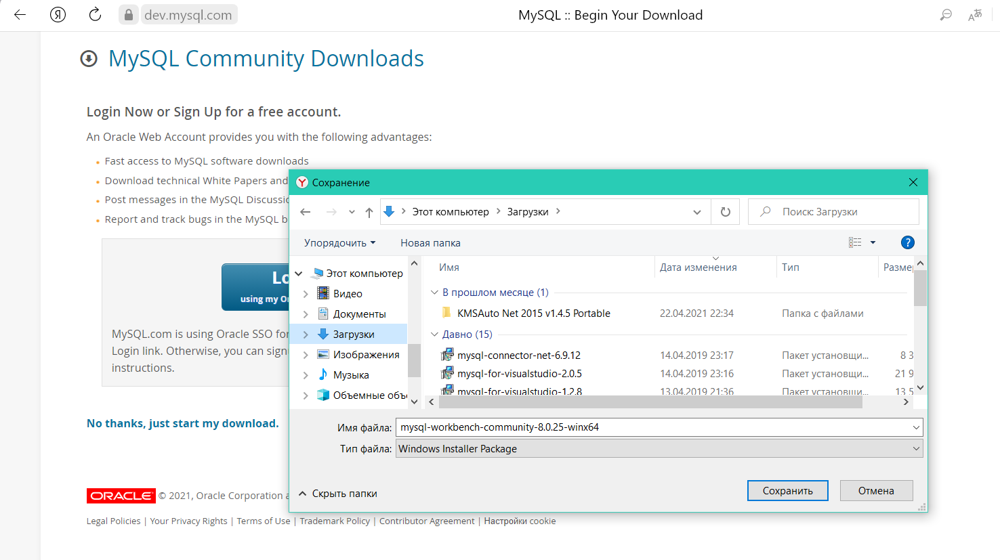 Я
dev.mysql.com
MySQL :: Begin Your Download
MySQL Community Downloads
Login Now or Sign Up for a free account.
An Oracle Web Account provides you with the following advantages:
Fast access to MySQL software downloads
Download technical White Papers and
Post messages in the MySQL Discussi
Report and track bugs in the MySQL b
Lo
using my Or
MySQL.com is using Oracle SSO for
Login link. Otherwise, you can sign
instructions.
No thanks, just start my download.
ORACLE © 2021, Oracle Corporation a
Legal Policies | Your Privacy Rights | Terms of Use | Trademark Policy | Contributor Agreement | Настройки cookie
Сохранение
Этот компьютер > Загрузки >
Поиск: Загрузки
Упорядочить
Новая папка
?
Этот компьютер
Видео
Документы
Загрузки
Изображения
Музыка
Объемные объ
Имя
Дата изменения
Тип
Разме
В прошлом месяце (1)
KMSAuto Net 2015 v1.4.5 Portable 22.04.2021 22:34 Папка с файлами
Давно (15)
mysql-connector-net-6.9.12 14.04.2019 23:17 Пакет установщи... 8 3
mysql-for-visualstudio-2.0.5 14.04.2019 23:16 Пакет установщи... 21 9
mysql-for-visualstudio-1.2.8 13.04.2019 21:36 Пакет установщи... 13 5
Имя файла: mysql-workbench-community-8.0.25-winx64
Тип файла: Windows Installer Package
Скрыть папки
Сохранить
Отмена